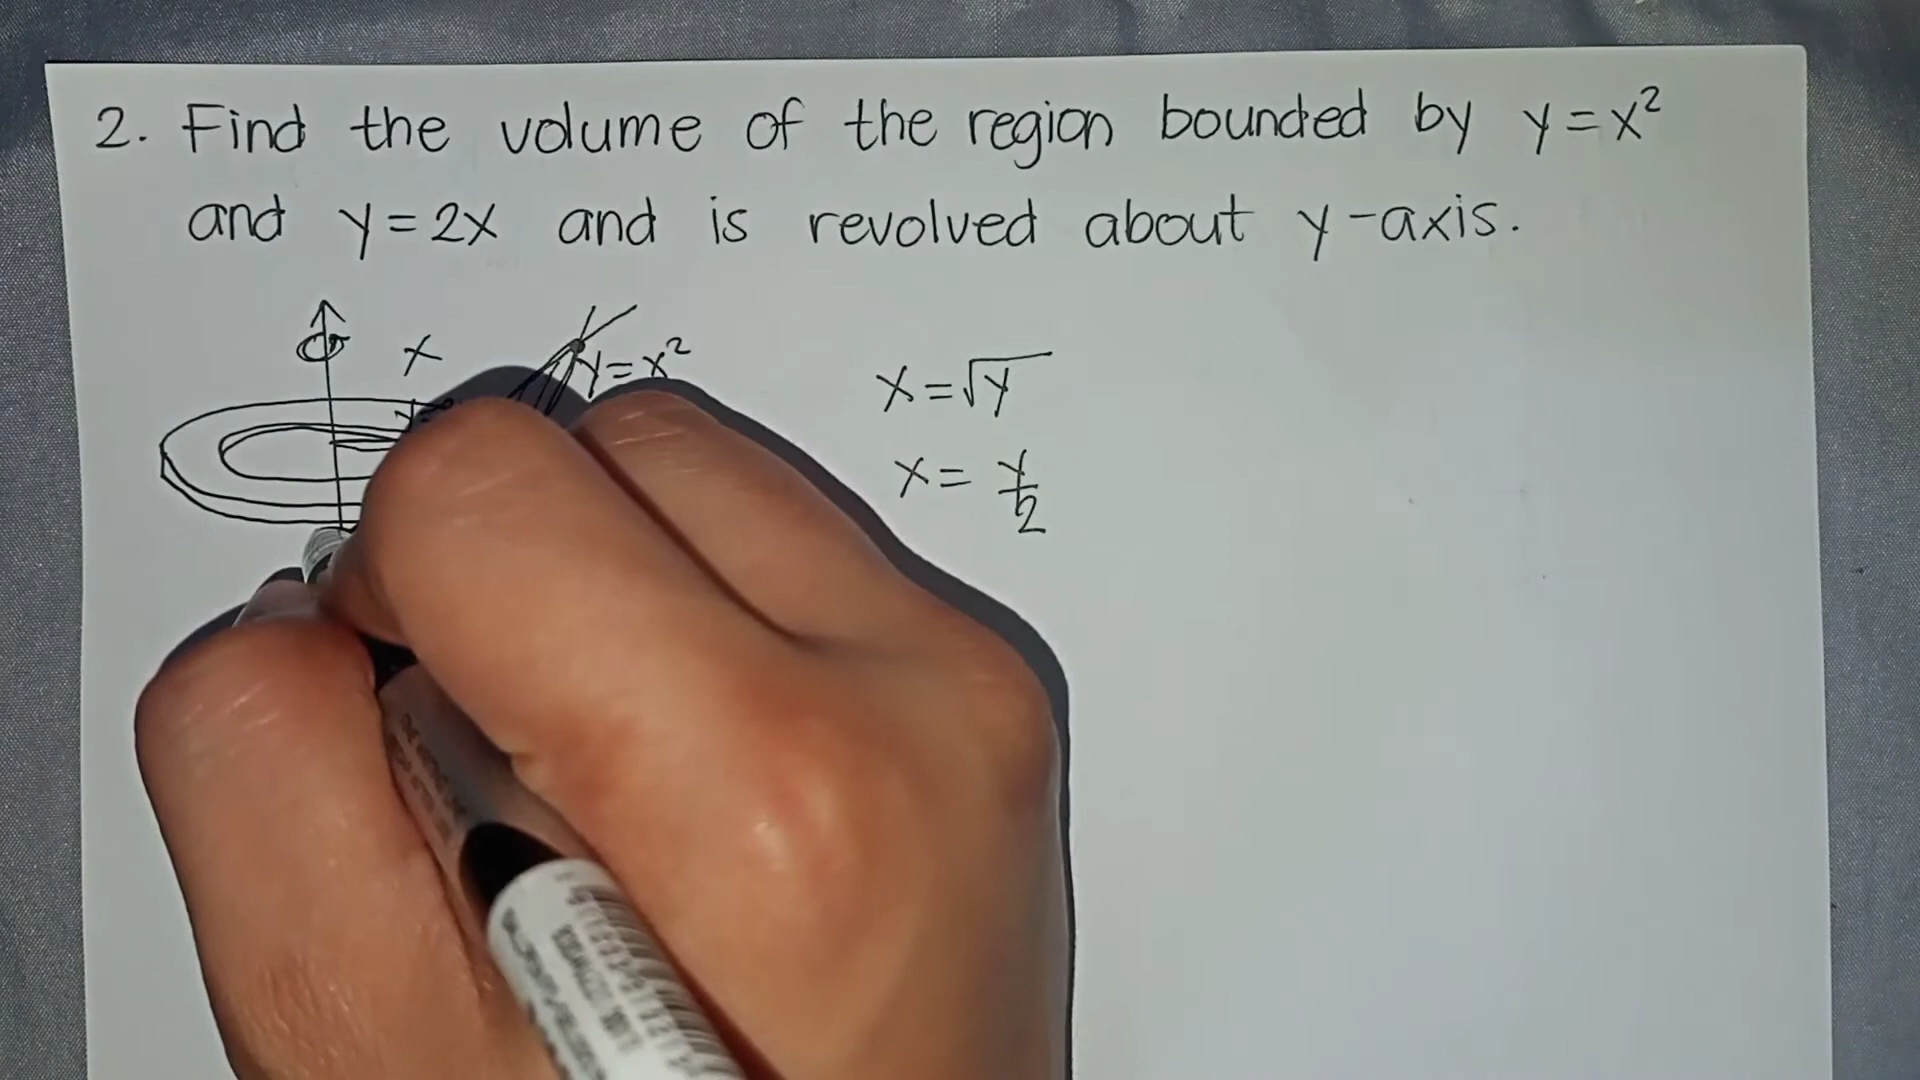 2. Find the volume of the region bounded by y=x²
and y=2x and is revolved about y-axis.
x
y=x²
x=√y
x=y/2